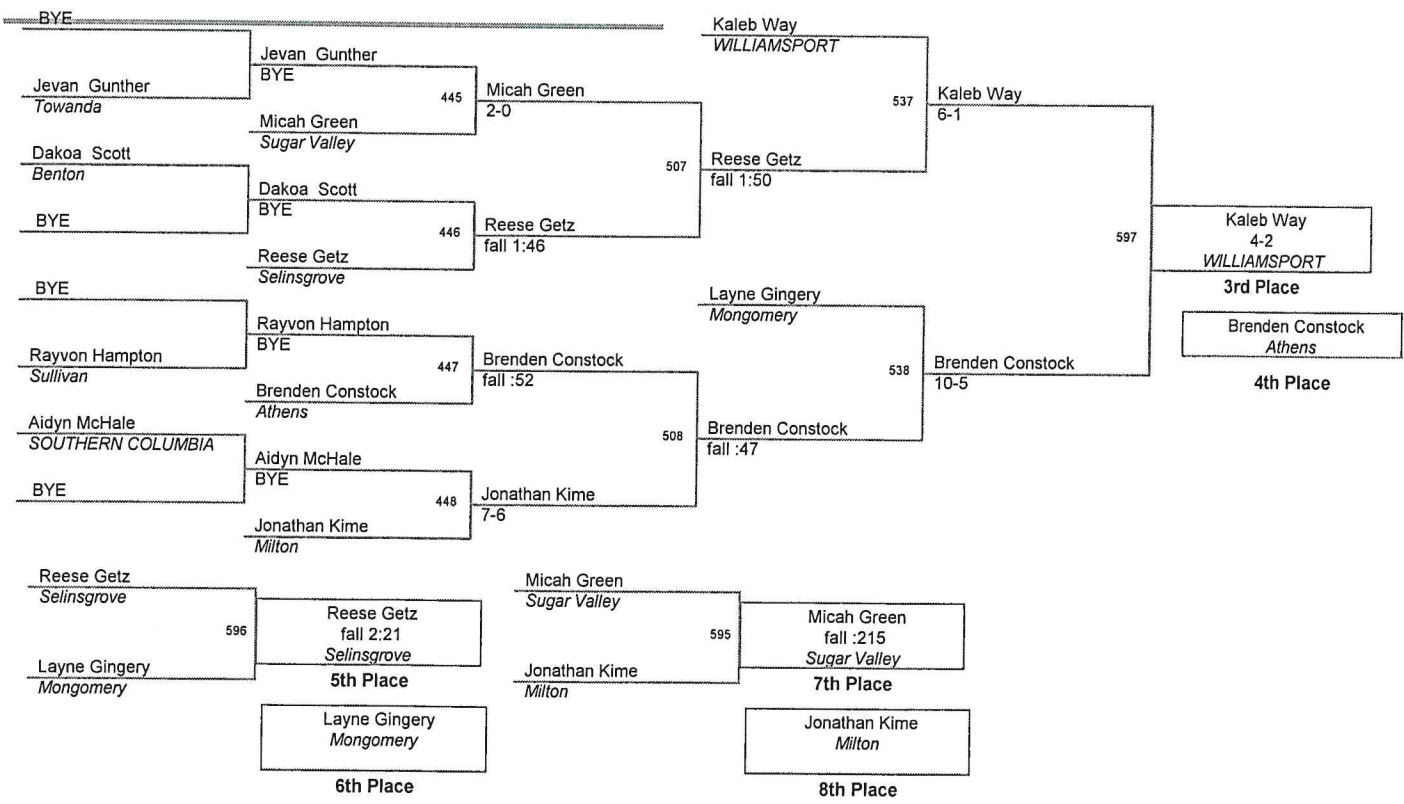 BYE
Jevan Gunther
Towanda
Dakoa Scott
Benton
BYE
BYE
Rayvon Hampton
Sullivan
Aidyn McHale
SOUTHERN COLUMBIA
BYE
Jevan Gunther
BYE
445
Micah Green
Sugar Valley
Dakoa Scott
BYE
446
Reese Getz
Selinsgrove
Rayvon Hampton
BYE
447
Brenden Constock
Athens
Aidyn McHale
BYE
448
Jonathan Kime
Milton
Micah Green
2-0
507
Reese Getz
fall 1:46
Brenden Constock
fall :52
508
Jonathan Kime
7-6
Kaleb Way
WILLIAMSPORT
537
Reese Getz
fall 1:50
Layne Gingery
Mongomery
538
Brenden Constock
fall :47
Kaleb Way
6-1
597
Brenden Constock
10-5
Kaleb Way
4-2
WILLIAMSPORT
3rd Place
Brenden Constock
Athens
4th Place
Reese Getz
Selinsgrove
596
Layne Gingery
Mongomery
Reese Getz
fall 2:21
Selinsgrove
5th Place
Layne Gingery
Mongomery
6th Place
Micah Green
Sugar Valley
595
Jonathan Kime
Milton
Micah Green
fall :215
Sugar Valley
7th Place
Jonathan Kime
Milton
8th Place